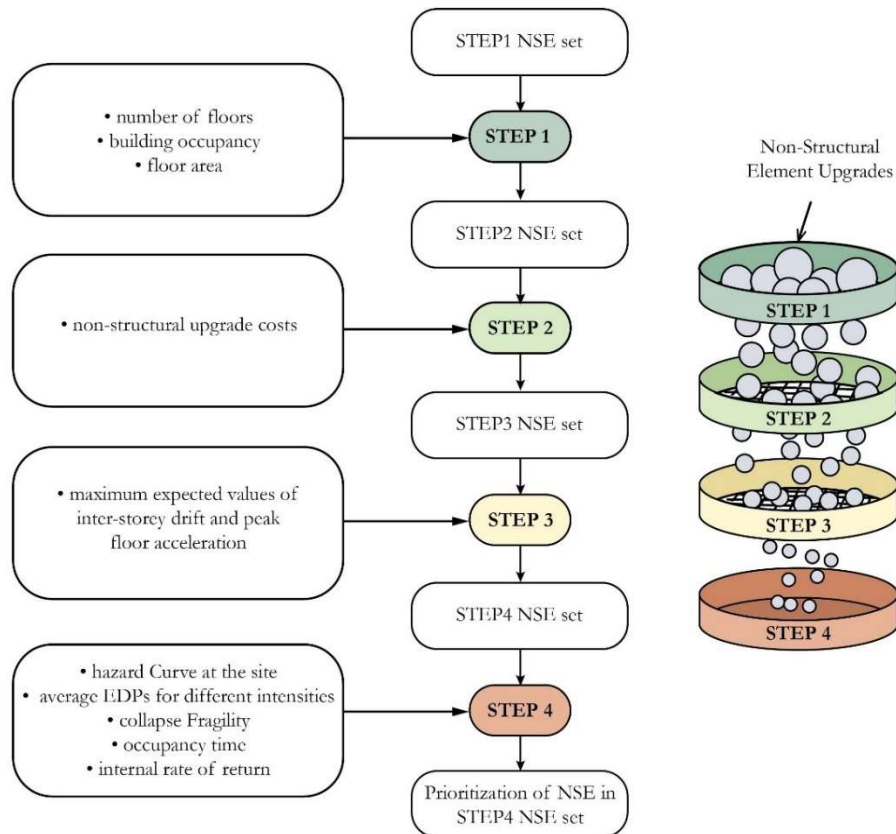 STEP1 NSE set
• number of floors
• building occupancy
• floor area
STEP 1
STEP2 NSE set
• non-structural upgrade costs
STEP 2
STEP3 NSE set
• maximum expected values of
inter-storey drift and peak
floor acceleration
STEP 3
STEP4 NSE set
• hazard Curve at the site
• average EDPs for different intensities
• collapse Fragility
• occupancy time
• internal rate of return
STEP 4
Prioritization of NSE in
STEP4 NSE set
Non-Structural
Element Upgrades
STEP 1
STEP 2
STEP 3
STEP 4